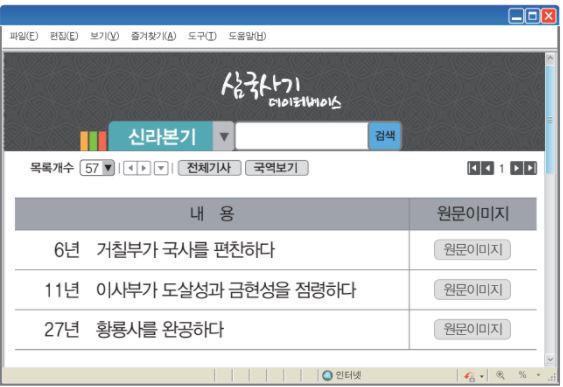 파일(F) 편집(E) 보기(V) 즐겨찾기(A) 도구(T) 도움말(H)
삼국사기
데이터베이스
신라본기 ▼ 검색
목록개수 57 ▼ 전체기사 국역보기 1
내 용 원문이미지
6년 거칠부가 국사를 편찬하다 원문이미지
11년 이사부가 도살성과 금현성을 점령하다 원문이미지
27년 황룡사를 완공하다 원문이미지
인터넷 %